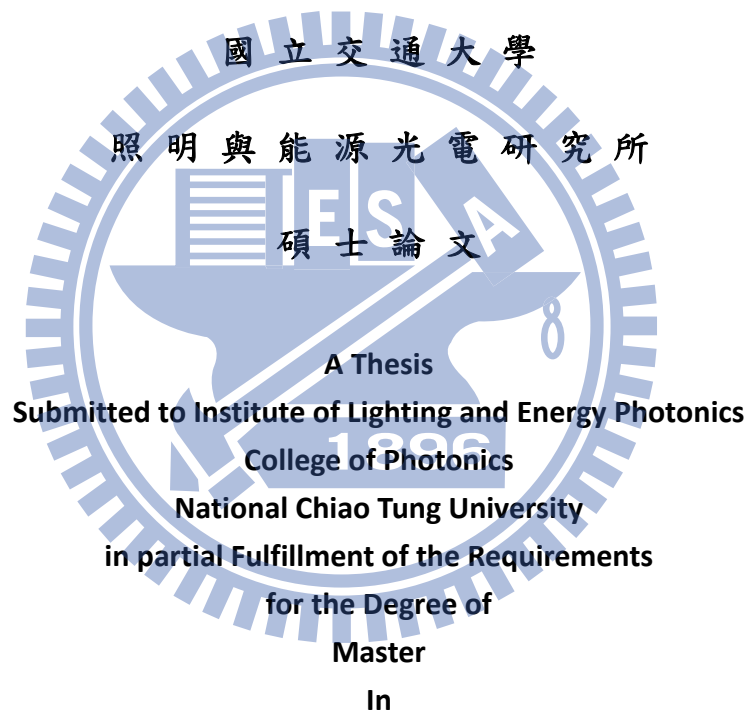 國立交通大學
照明與能源光電研究所
碩士論文
E S A
A Thesis
Submitted to Institute of Lighting and Energy Photonics
College of Photonics
1896
National Chiao Tung University
in partial Fulfillment of the Requirements
for the Degree of
Master
In